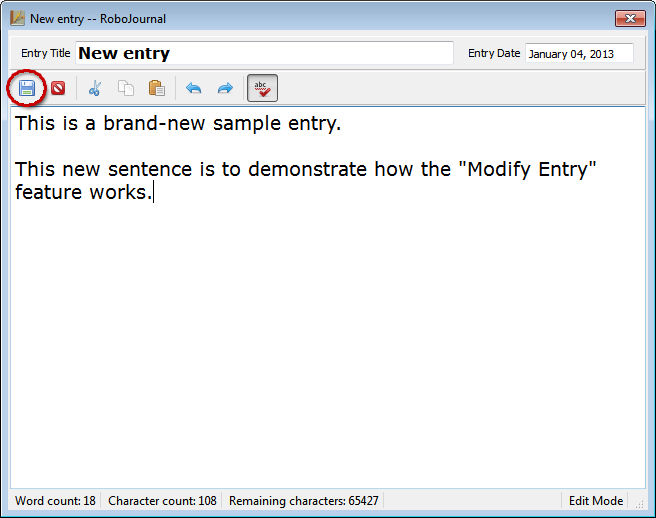 New entry -- RoboJournal
Entry Title New entry Entry Date January 04, 2013
abc
This is a brand-new sample entry.
This new sentence is to demonstrate how the "Modify Entry"
feature works.
Word count: 18 Character count: 108 Remaining characters: 65427 Edit Mode